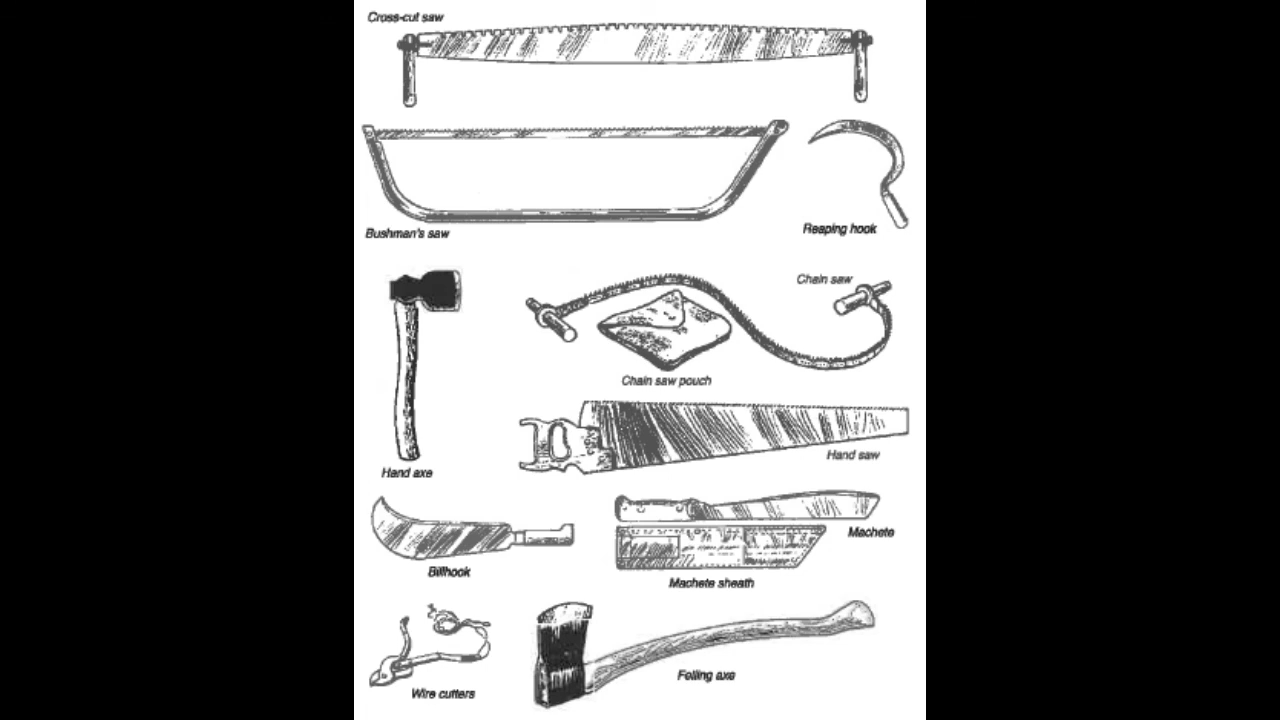 Cross-cut saw
Bushman's saw
Reaping hook
Chain saw
Chain saw pouch
Hand axe
Hand saw
Billhook
Machete
Machete sheath
Wire cutters
Felling axe